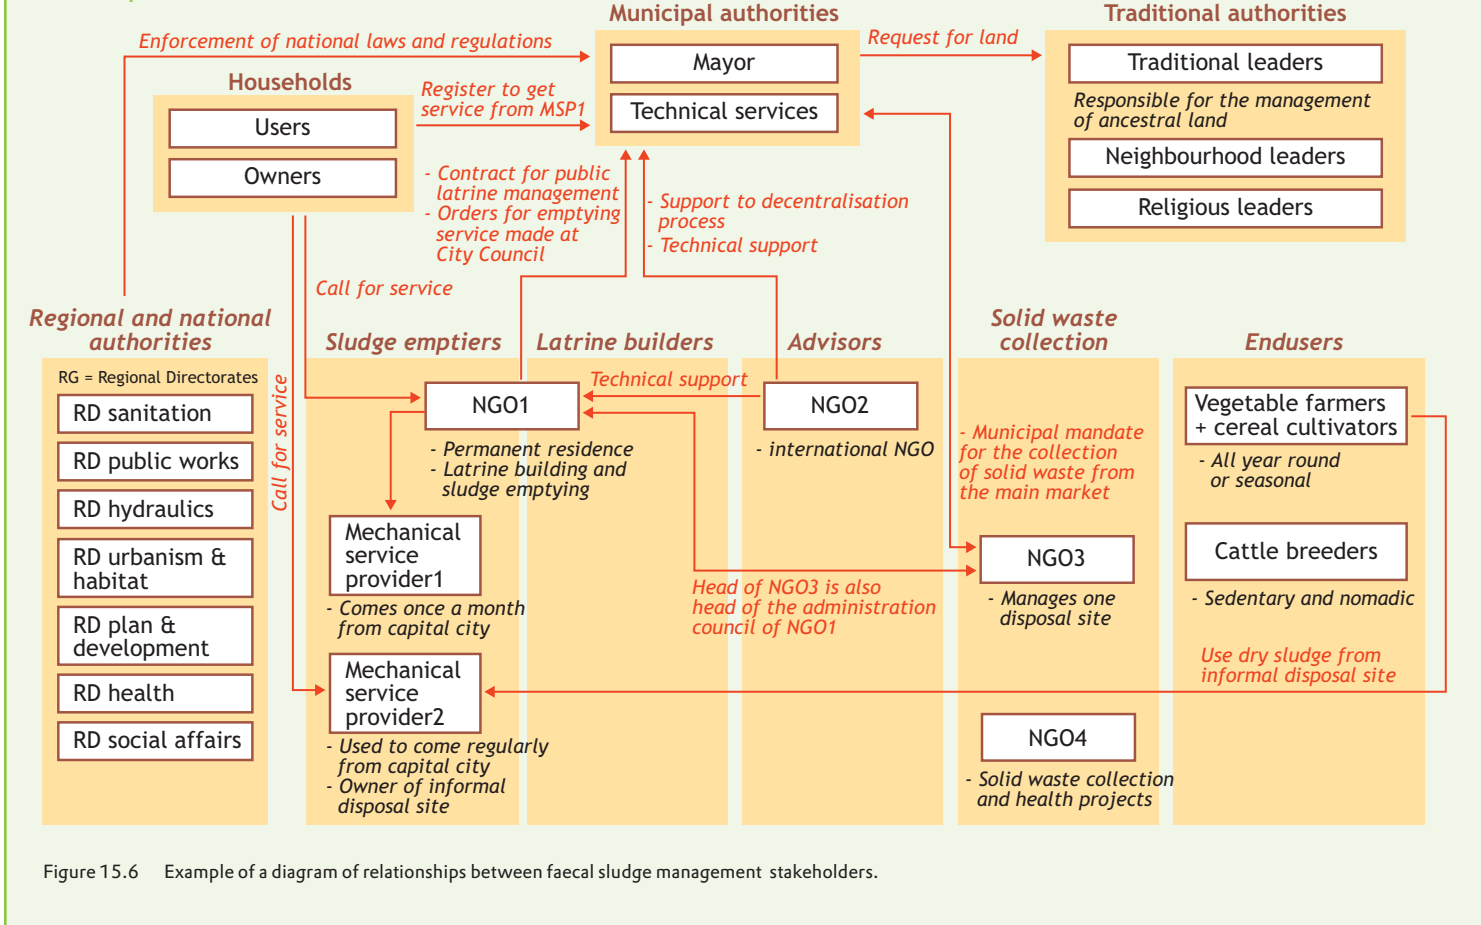 Municipal authorities
Traditional authorities
Enforcement of national laws and regulations
Mayor
Technical services
Request for land
Traditional leaders
Responsible for the management
of ancestral land
Neighbourhood leaders
Religious leaders
Households
Users
Owners
Register to get
service from MSP1
- Contract for public
latrine management
- Orders for emptying
service made at
City Council
- Support to decentralisation
process
- Technical support
Call for service
Call for service
Regional and national
authorities
RG = Regional Directorates
RD sanitation
RD public works
RD hydraulics
RD urbanism &
habitat
RD plan &
development
RD health
RD social affairs
Sludge emptiers
Latrine builders
Advisors
Solid waste
collection
Endusers
NGO1
- Permanent residence
- Latrine building and
sludge emptying
Technical support
NGO2
- international NGO
Mechanical
service
provider1
- Comes once a month
from capital city
Mechanical
service
provider2
- Used to come regularly
from capital city
- Owner of informal
disposal site
Head of NGO3 is also
head of the administration
council of NGO1
- Municipal mandate
for the collection
of solid waste from
the main market
NGO3
- Manages one
disposal site
NGO4
- Solid waste collection
and health projects
Vegetable farmers
+ cereal cultivators
- All year round
or seasonal
Cattle breeders
- Sedentary and nomadic
Use dry sludge from
informal disposal site
Figure 15.6 Example of a diagram of relationships between faecal sludge management stakeholders.